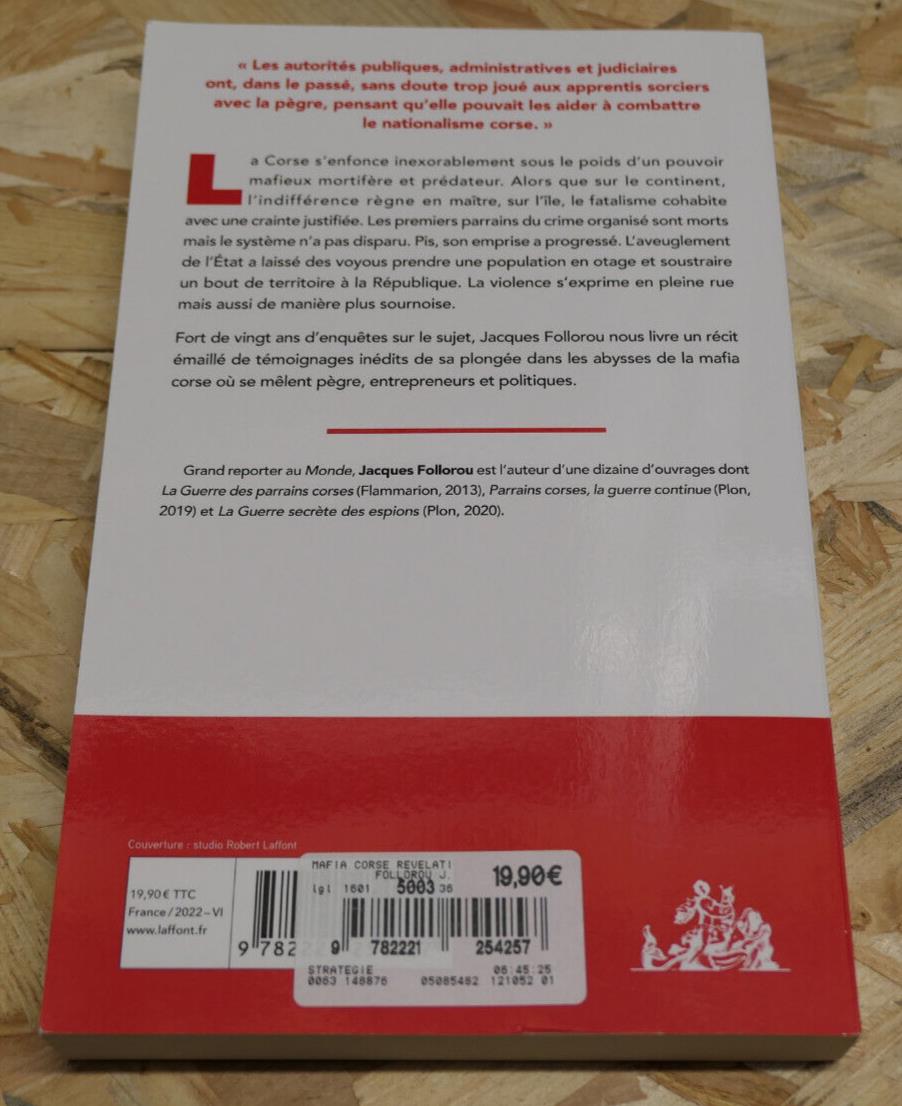 « Les autorités publiques, administratives et judiciaires
ont, dans le passé, sans doute trop joué aux apprentis sorciers
avec la pègre, pensant qu'elle pouvait les aider à combattre
le nationalisme corse. »
La Corse s'enfonce inexorablement sous le poids d'un pouvoir
mafieux mortifère et prédateur. Alors que sur le continent,
l'indifférence règne en maître, sur l'île, le fatalisme cohabite
avec une crainte justifiée. Les premiers parrains du crime organisé sont morts
mais le système n'a pas disparu. Pis, son emprise a progressé. L'aveuglement
de l'État a laissé des voyous prendre une population en otage et soustraire
un bout de territoire à la République. La violence s'exprime en pleine rue
mais aussi de manière plus sournoise.
Fort de vingt ans d'enquêtes sur le sujet, Jacques Follorou nous livre un récit
émaillé de témoignages inédits de sa plongée dans les abysses de la mafia
corse où se mêlent pègre, entrepreneurs et politiques.
Grand reporter au Monde, Jacques Follorou est l'auteur d'une dizaine d'ouvrages dont
La Guerre des parrains corses (Flammarion, 2013), Parrains corses, la guerre continue (Plon,
2019) et La Guerre secrète des espions (Plon, 2020).
Couverture : studio Robert Laffont
19,90 € TTC
France / 2022 – VI
www.laffont.fr
9 782
MAFIA CORSE REVELATI
FOLLOROU J.
19,90€
lgl 1601 5003 36
9 782221 254257
STRATEGIE 06:45:25
0063 148876 05085482 121052 01